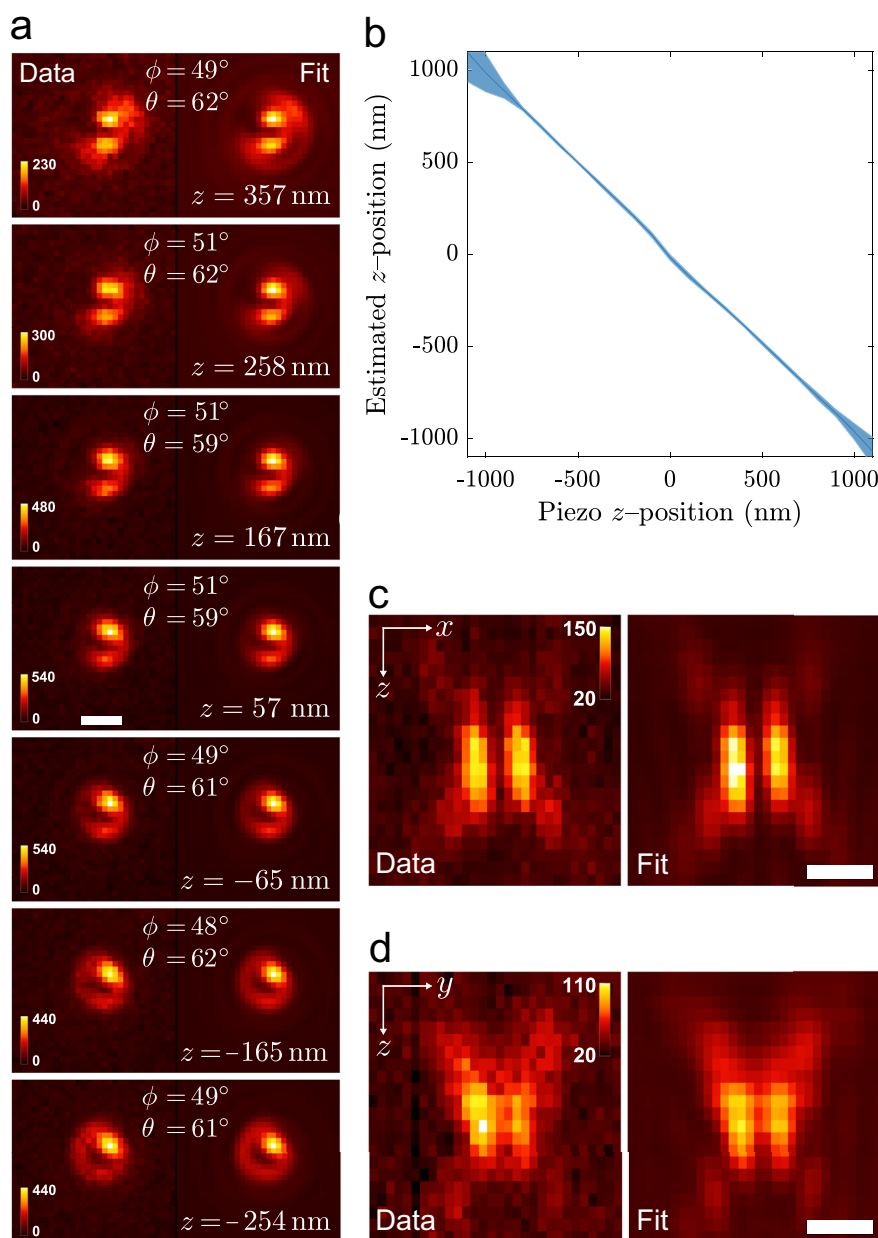 a
Data
ϕ = 49°
Fit
θ = 62°
230
0
z = 357 nm
ϕ = 51°
θ = 62°
300
0
z = 258 nm
ϕ = 51°
θ = 59°
480
0
z = 167 nm
ϕ = 51°
θ = 59°
540
0
z = 57 nm
ϕ = 49°
θ = 61°
540
0
z = −65 nm
ϕ = 48°
θ = 62°
440
0
z = -165 nm
ϕ = 49°
θ = 61°
440
0
z = -254 nm
b
Estimated z–position (nm)
1000
500
0
-500
-1000
-1000 -500 0 500 1000
Piezo z–position (nm)
c
x
z
150
20
Data
Fit
d
y
z
110
20
Data
Fit